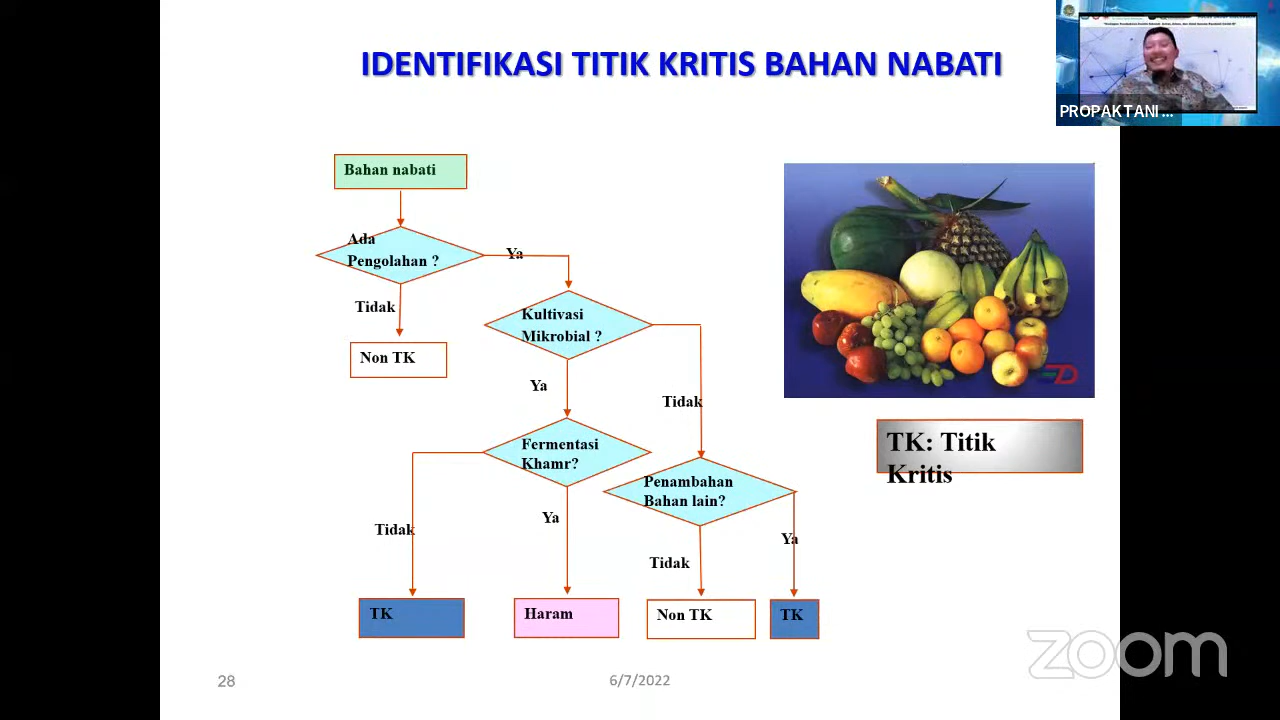 IDENTIFIKASI TITIK KRITIS BAHAN NABATI
PROPAKTANI ...
Bahan nabati
Ada
Pengolahan ?
Ya
Tidak
Non TK
Kultivasi
Mikrobial ?
Ya
Tidak
Fermentasi
Khamr?
Tidak
Ya
Penambahan
Bahan lain?
Tidak
Ya
TK
Haram
Non TK
TK
TK: Titik
Kritis
zoom
28
6/7/2022